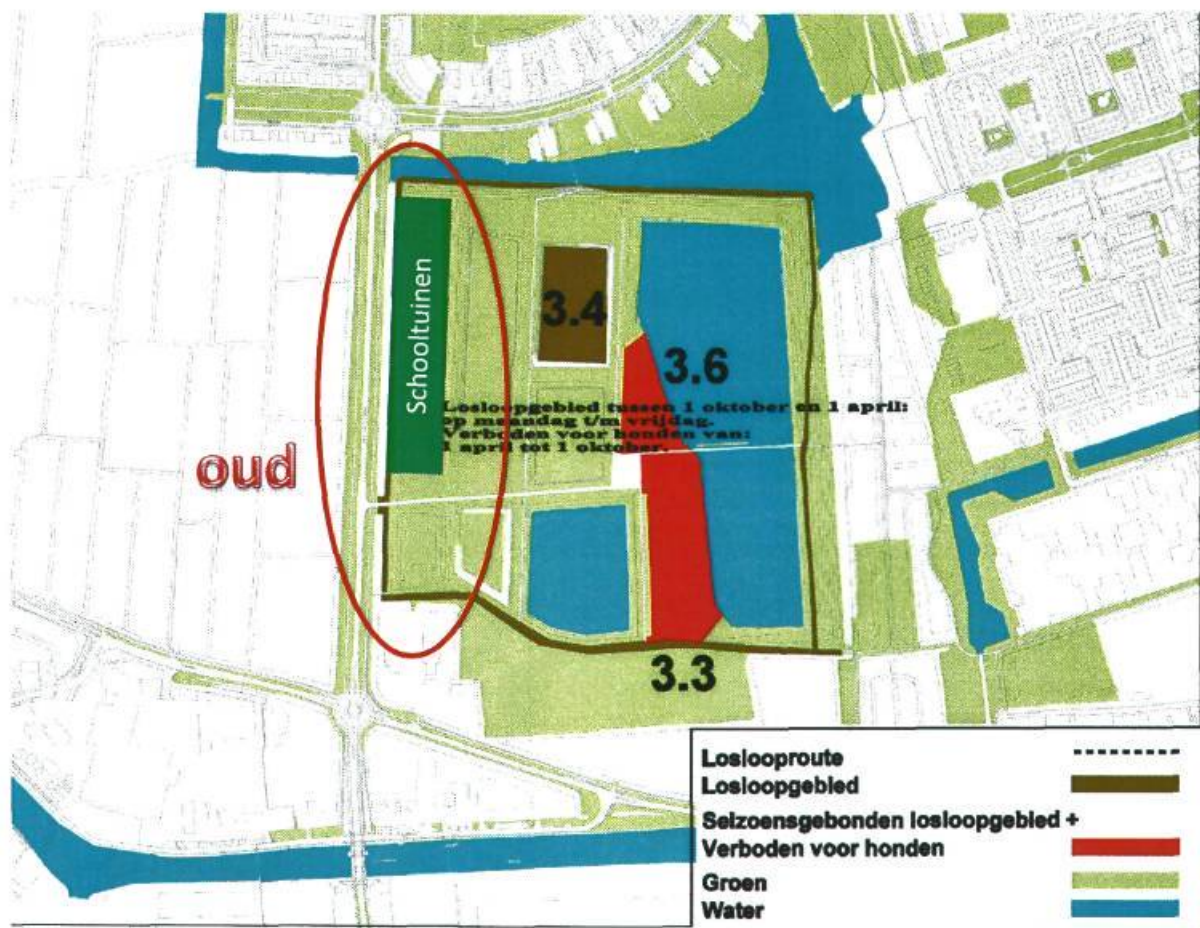 Schooltuinen
3.4
3.6
Losloopgebied tussen 1 oktober en 1 april:
op maandag t/m vrijdag.
Verboden voor honden van:
1 april tot 1 oktober.
oud
3.3
Loslooproute
Losloopgebied
Seizoensgebonden losloopgebied +
Verboden voor honden
Groen
Water